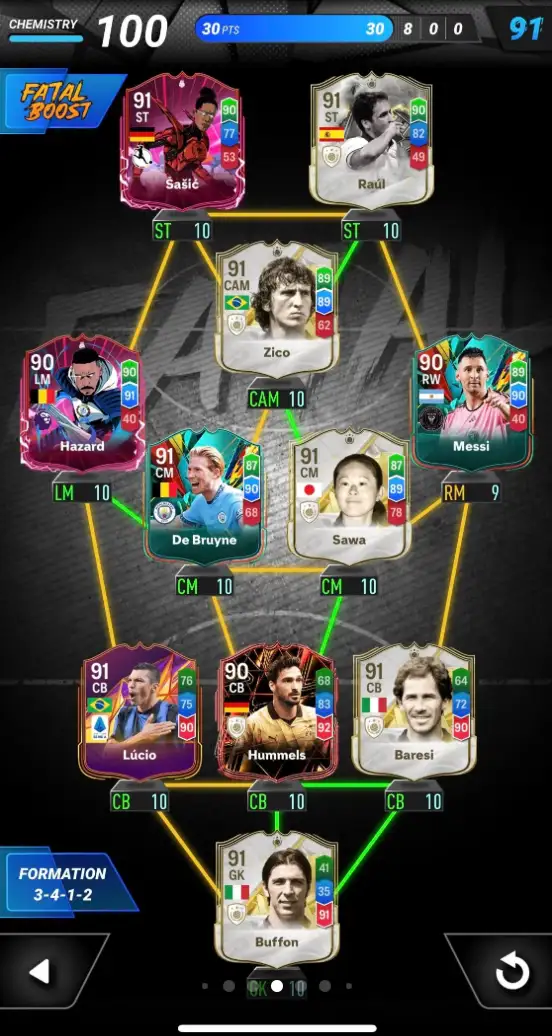 CHEMISTRY 100 30 PTS 30 8 0 0 91
FATAL
BOOST
91
ST
90
77
53
Šašić
91
ST
90
82
49
Raúl
ST 10 ST 10
91
CAM
89
89
62
Zico
CAM 10
90
LM
90
91
40
Hazard
LM 10
90
RW
89
90
40
Messi
RM 9
91
CM
87
90
68
De Bruyne
CM 10
91
CM
87
89
78
Sawa
CM 10
91
CB
76
75
90
Lúcio
CB 10
90
CB
68
83
92
Hummels
CB 10
91
CB
64
72
90
Baresi
CB 10
FORMATION
3-4-1-2
91
GK
41
35
91
Buffon
GK 10